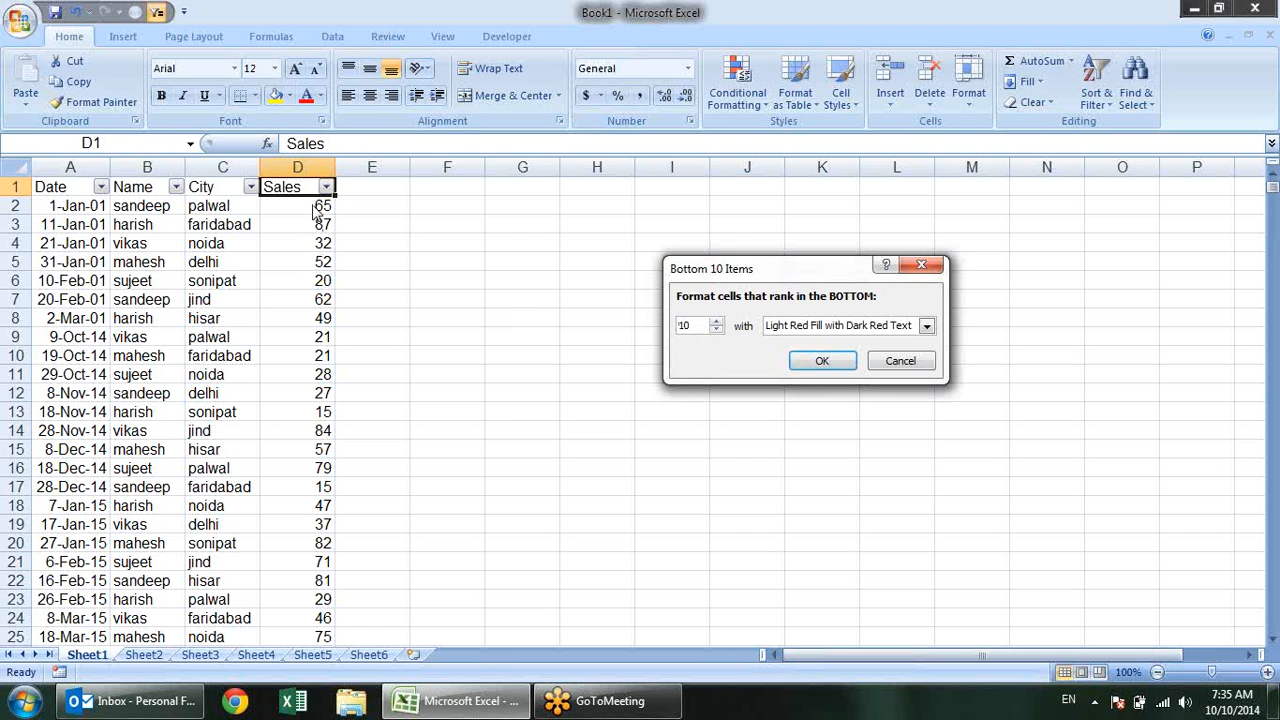 Book1 - Microsoft Excel
Home Insert Page Layout Formulas Data Review View Developer
Paste Cut Copy Format Painter
Clipboard
Arial 12
B I U A
Font
Wrap Text
Merge & Center
Alignment
General
$ % , .0 .00
Number
Conditional Formatting Format as Table Cell Styles
Styles
Insert Delete Format
Cells
Σ AutoSum Fill Clear
Sort & Filter Find & Select
Editing
D1 fx Sales
A B C D E F G H I J K L M N O P
1 Date Name City Sales
2 1-Jan-01 sandeep palwal 65
3 11-Jan-01 harish faridabad 87
4 21-Jan-01 vikas noida 32
5 31-Jan-01 mahesh delhi 52
6 10-Feb-01 sujeet sonipat 20
7 20-Feb-01 sandeep jind 62
8 2-Mar-01 harish hisar 49
9 9-Oct-14 vikas palwal 21
10 19-Oct-14 mahesh faridabad 21
11 29-Oct-14 sujeet noida 28
12 8-Nov-14 sandeep delhi 27
13 18-Nov-14 harish sonipat 15
14 28-Nov-14 vikas jind 84
15 8-Dec-14 mahesh hisar 57
16 18-Dec-14 sujeet palwal 79
17 28-Dec-14 sandeep faridabad 15
18 7-Jan-15 harish noida 47
19 17-Jan-15 vikas delhi 37
20 27-Jan-15 mahesh sonipat 82
21 6-Feb-15 sujeet jind 71
22 16-Feb-15 sandeep hisar 81
23 26-Feb-15 harish palwal 29
24 8-Mar-15 vikas faridabad 46
25 18-Mar-15 mahesh noida 75
Bottom 10 Items
Format cells that rank in the BOTTOM:
10 with Light Red Fill with Dark Red Text
OK Cancel
Sheet1 Sheet2 Sheet3 Sheet4 Sheet5 Sheet6
Ready 100%
Inbox - Personal F... Microsoft Excel - ... GoToMeeting
EN 7:35 AM
10/10/2014